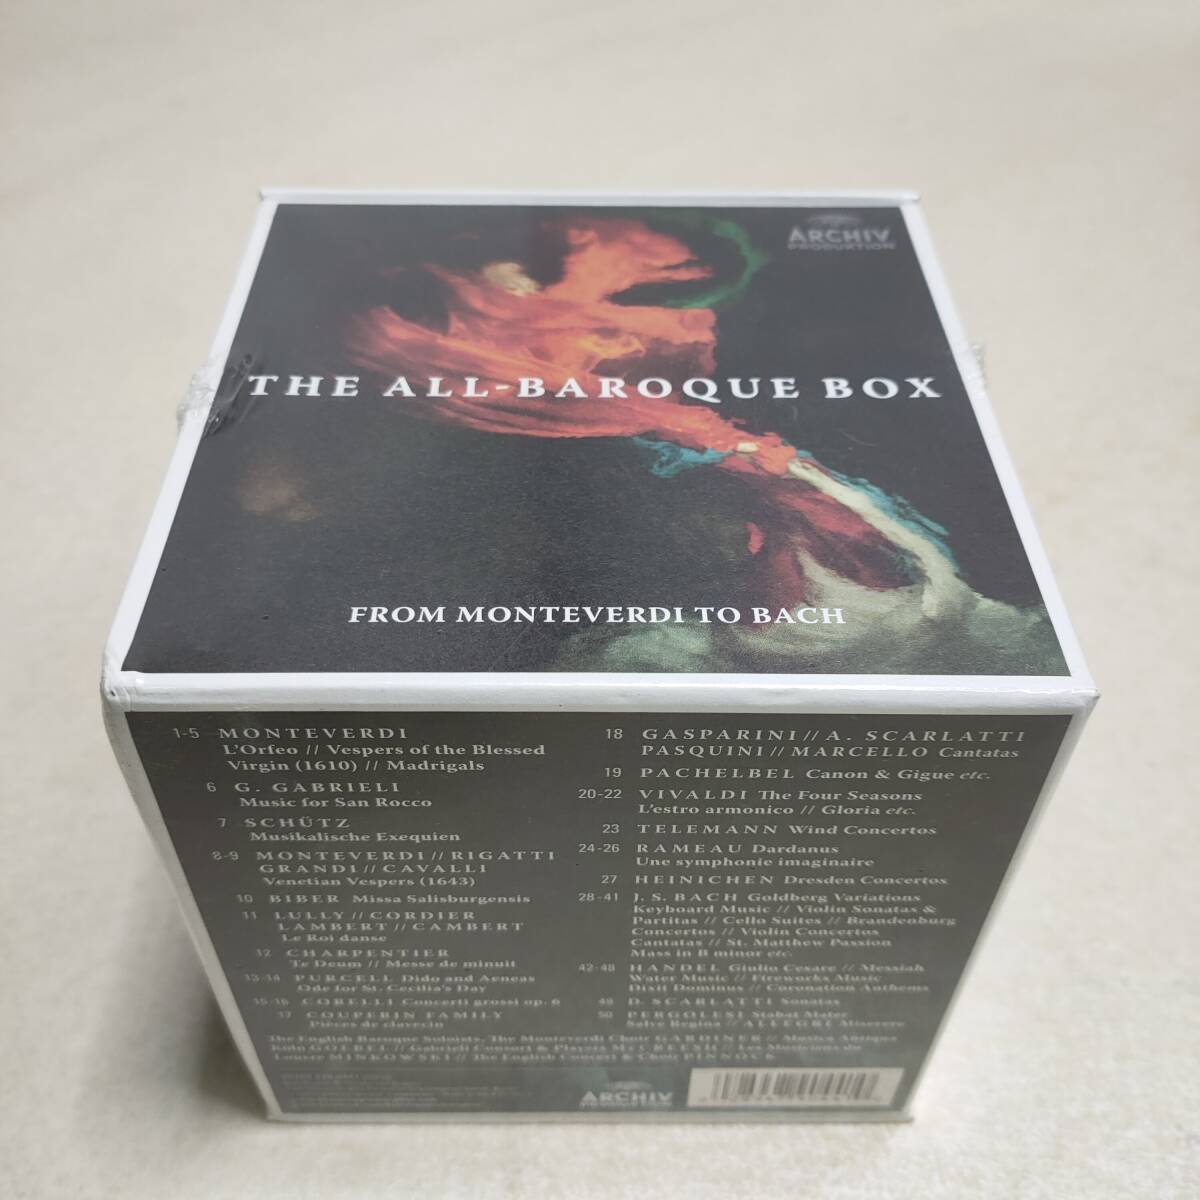 ARCHIV
PRODUKTION
THE ALL-BAROQUE BOX
FROM MONTEVERDI TO BACH
1-5 MONTEVERDI
L'Orfeo // Vespers of the Blessed
Virgin (1610) // Madrigals
6 G. GABRIELI
Music for San Rocco
7 SCHÜTZ
Musikalische Exequien
8-9 MONTEVERDI // RIGATTI
GRANDI // CAVALLI
Venetian Vespers (1643)
10 BIBER Missa Salisburgensis
11 LULLY // CORDIER
LAMBERT // CAMBERT
Le Roi danse
12 CHARPENTIER
Te Deum // Messe de minuit
13-14 PURCELL Dido and Aeneas
Ode for St. Cecilia's Day
15-16 CORELLI Concerti grossi op. 6
17 COUPERIN FAMILY
Pièces de clavecin
18 GASPARINI // A. SCARLATTI
PASQUINI // MARCELLO Cantatas
19 PACHELBEL Canon & Gigue etc.
20-22 VIVALDI The Four Seasons
L'estro armonico // Gloria etc.
23 TELEMANN Wind Concertos
24-26 RAMEAU Dardanus
Une symphonie imaginaire
27 HEINICHEN Dresden Concertos
28-41 J. S. BACH Goldberg Variations
Keyboard Music // Violin Sonatas &
Partitas // Cello Suites // Brandenburg
Concertos // Violin Concertos
Cantatas // St. Matthew Passion
Mass in B minor etc.
42-48 HANDEL Giulio Cesare // Messiah
Water Music // Fireworks Music
Dixit Dominus // Coronation Anthems
49 D. SCARLATTI Sonatas
50 PERGOLESI Stabat Mater
Salve Regina // ALLEGRI Miserere
The English Baroque Soloists, The Monteverdi Choir GARDINER // Musica Antiqua
Köln GOEBEL // Gabrieli Consort & Players McCREESH // Les Musiciens du
Louvre MINKOWSKI // The English Concert & Choir PINNOCK
ARCHIV
PRODUKTION